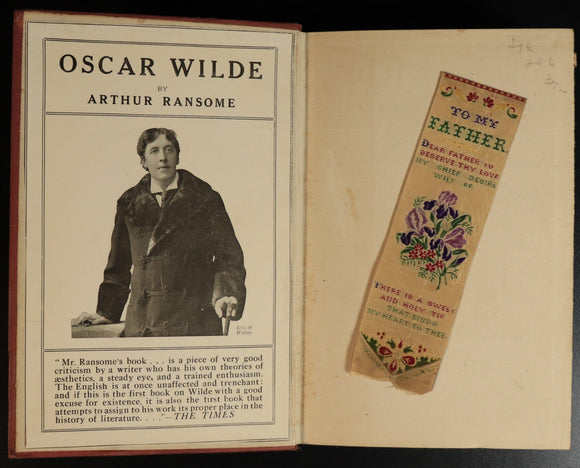 OSCAR WILDE
BY
ARTHUR RANSOME
Elliott
"Mr. Ransome's book . . . is a piece of very good
criticism by a writer who has his own theories of
æsthetics, a steady eye, and a trained enthusiasm.
The English is at once unaffected and trenchant;
and if this is the first book on Wilde with a good
excuse for existence, it is also the first book that
attempts to assign to his work its proper place in the
history of literature. . . ."—THE TIMES
TO MY
FATHER
DEAR FATHER TO
DESERVE THY LOVE
MY CHIEF DESIRE
WILL BE
THERE IS A SWEET
AND HOLY TIE
THAT BINDS
MY HEART TO THEE